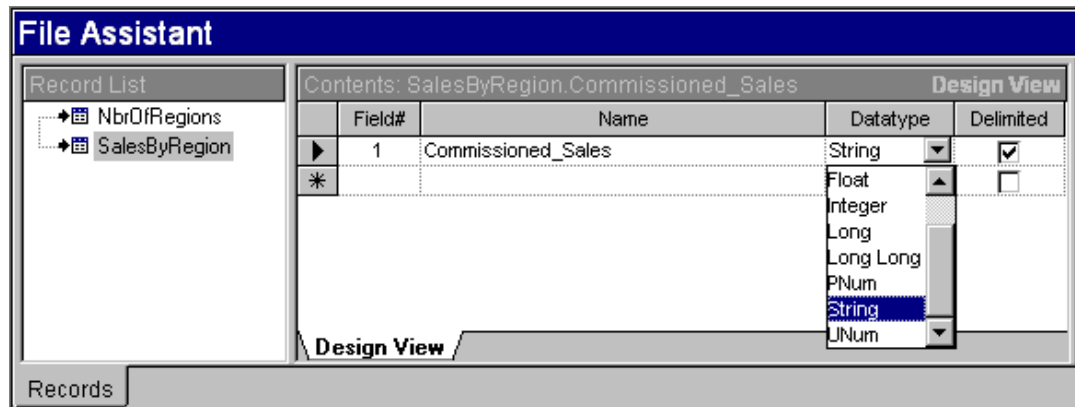 File Assistant
Record List
NbrOfRegions
SalesByRegion
Contents: SalesByRegion.Commissioned_Sales Design View
Field# Name Datatype Delimited
1 Commissioned_Sales String
Float
Integer
Long
Long Long
PNum
String
UNum
Design View
Records